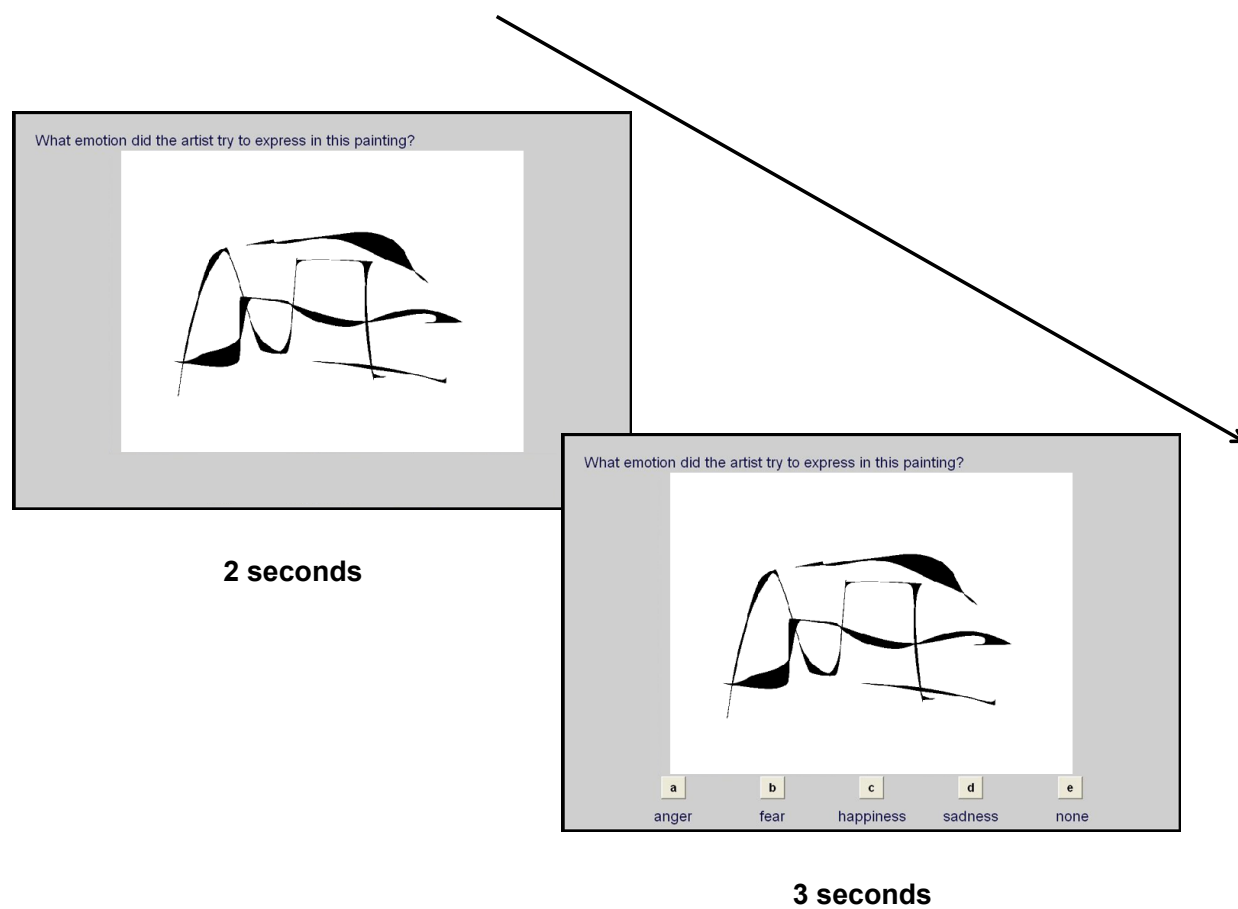 What emotion did the artist try to express in this painting?
2 seconds
What emotion did the artist try to express in this painting?
a b c d e
anger fear happiness sadness none
3 seconds